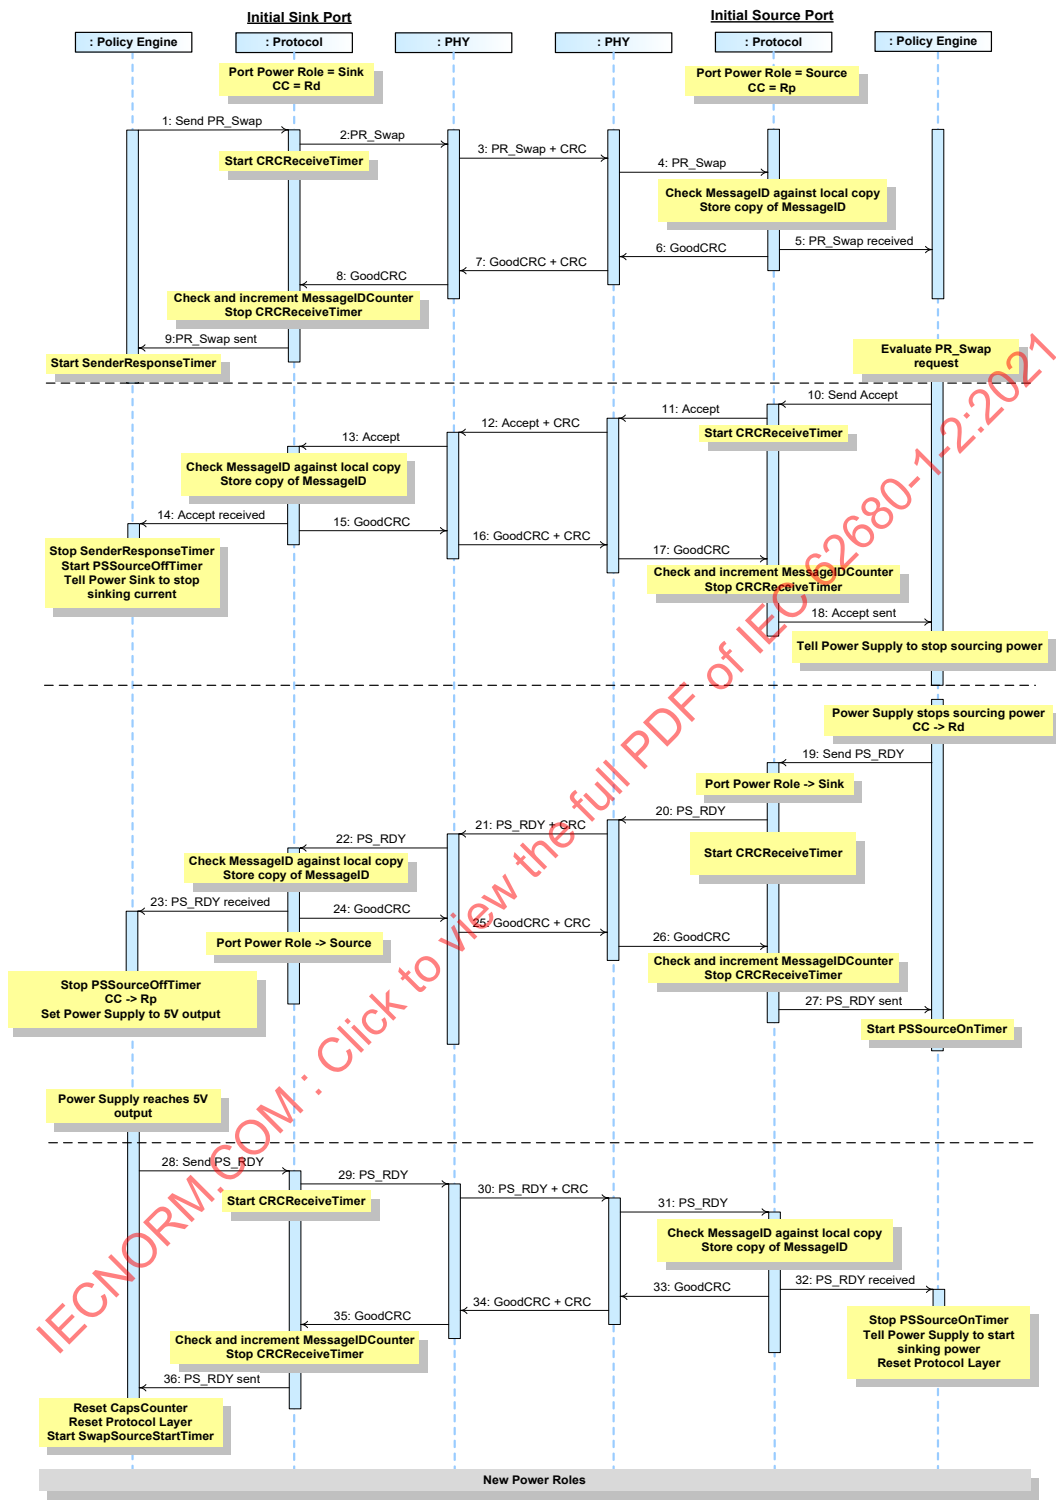 Initial Sink Port
Initial Source Port
: Policy Engine
: Protocol
: PHY
: PHY
: Protocol
: Policy Engine
Port Power Role = Sink
CC = Rd
Port Power Role = Source
CC = Rp
1: Send PR_Swap
2:PR_Swap
Start CRCReceiveTimer
3: PR_Swap + CRC
4: PR_Swap
Check MessageID against local copy
Store copy of MessageID
5: PR_Swap received
6: GoodCRC
7: GoodCRC + CRC
8: GoodCRC
Check and increment MessageIDCounter
Stop CRCReceiveTimer
9:PR_Swap sent
Start SenderResponseTimer
Evaluate PR_Swap
request
10: Send Accept
11: Accept
Start CRCReceiveTimer
12: Accept + CRC
13: Accept
Check MessageID against local copy
Store copy of MessageID
14: Accept received
15: GoodCRC
16: GoodCRC + CRC
17: GoodCRC
Stop SenderResponseTimer
Start PSSourceOffTimer
Tell Power Sink to stop
sinking current
Check and increment MessageIDCounter
Stop CRCReceiveTimer
18: Accept sent
Tell Power Supply to stop sourcing power
Power Supply stops sourcing power
CC -> Rd
19: Send PS_RDY
Port Power Role -> Sink
20: PS_RDY
Start CRCReceiveTimer
21: PS_RDY + CRC
22: PS_RDY
Check MessageID against local copy
Store copy of MessageID
23: PS_RDY received
24: GoodCRC
25: GoodCRC + CRC
26: GoodCRC
Port Power Role -> Source
Check and increment MessageIDCounter
Stop CRCReceiveTimer
Stop PSSourceOffTimer
CC -> Rp
Set Power Supply to 5V output
27: PS_RDY sent
Start PSSourceOnTimer
Power Supply reaches 5V
output
28: Send PS_RDY
29: PS_RDY
Start CRCReceiveTimer
30: PS_RDY + CRC
31: PS_RDY
Check MessageID against local copy
Store copy of MessageID
32: PS_RDY received
33: GoodCRC
34: GoodCRC + CRC
35: GoodCRC
Stop PSSourceOnTimer
Tell Power Supply to start
sinking power
Reset Protocol Layer
Check and increment MessageIDCounter
Stop CRCReceiveTimer
36: PS_RDY sent
Reset CapsCounter
Reset Protocol Layer
Start SwapSourceStartTimer
New Power Roles
IECNORM.COM : Click to view the full PDF of IEC 62680-1-2:2021